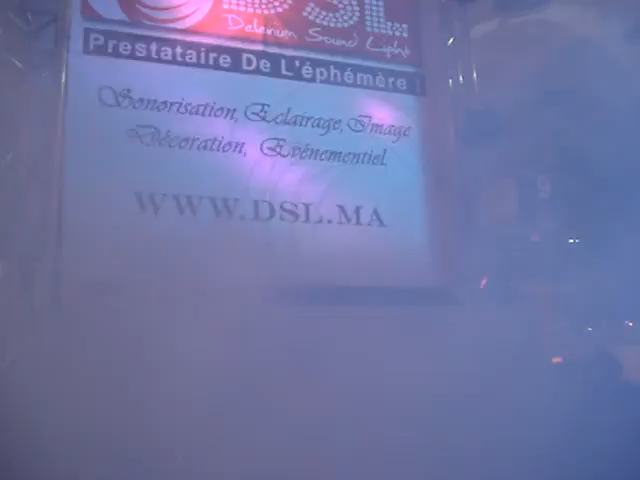 DSL
Delirium Sound Light
Prestataire De L'éphémère !
Sonorisation, Eclairage, Image
Décoration, Evénementiel
WWW.DSL.MA